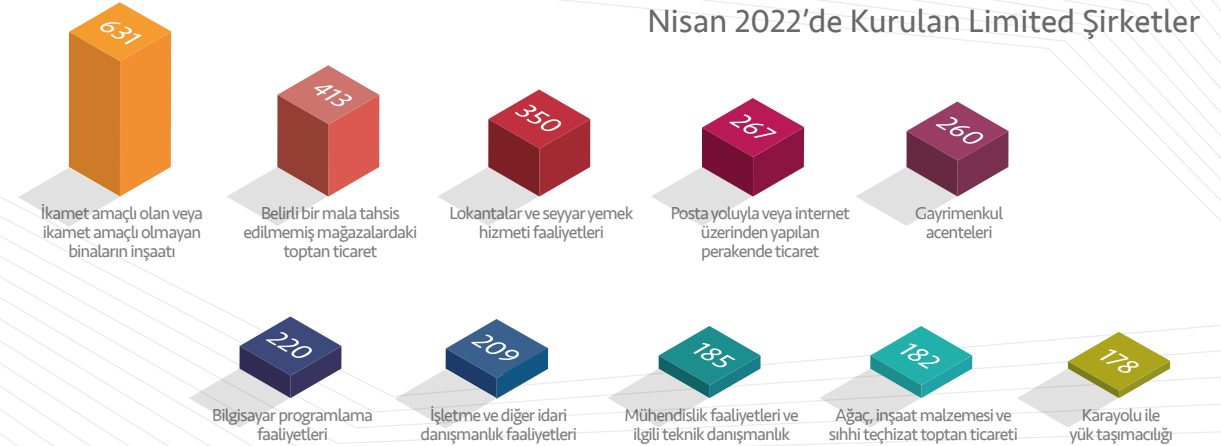 Nisan 2022’de Kurulan Limited Şirketler
631
413
350
267
260
İkamet amaçlı olan veya
ikamet amaçlı olmayan
binaların inşaatı
Belirli bir mala tahsis
edilmemiş mağazalardaki
toptan ticaret
Lokantalar ve seyyar yemek
hizmeti faaliyetleri
Posta yoluyla veya internet
üzerinden yapılan
perakende ticaret
Gayrimenkul
acenteleri
220
209
185
182
178
Bilgisayar programlama
faaliyetleri
İşletme ve diğer idari
danışmanlık faaliyetleri
Mühendislik faaliyetleri ve
ilgili teknik danışmanlık
Ağaç, inşaat malzemesi ve
sıhhi teçhizat toptan ticareti
Karayolu ile
yük taşımacılığı